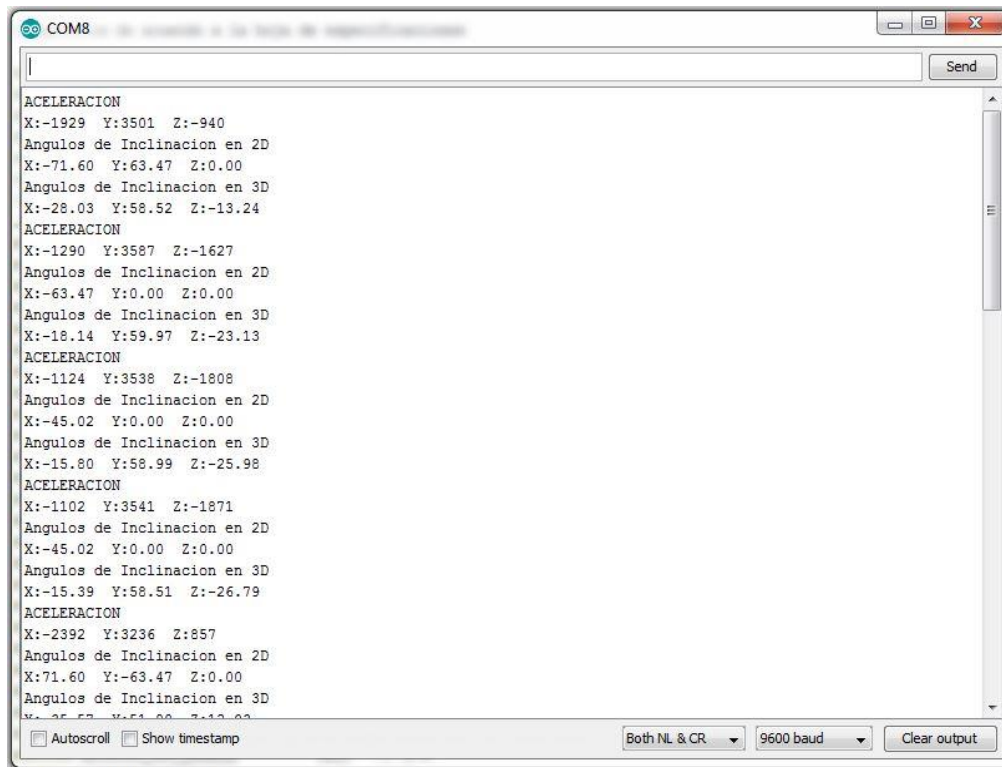 COM8
Send
ACELERACION
X:-1929 Y:3501 Z:-940
Angulos de Inclinacion en 2D
X:-71.60 Y:63.47 Z:0.00
Angulos de Inclinacion en 3D
X:-28.03 Y:58.52 Z:-13.24
ACELERACION
X:-1290 Y:3587 Z:-1627
Angulos de Inclinacion en 2D
X:-63.47 Y:0.00 Z:0.00
Angulos de Inclinacion en 3D
X:-18.14 Y:59.97 Z:-23.13
ACELERACION
X:-1124 Y:3538 Z:-1808
Angulos de Inclinacion en 2D
X:-45.02 Y:0.00 Z:0.00
Angulos de Inclinacion en 3D
X:-15.80 Y:58.99 Z:-25.98
ACELERACION
X:-1102 Y:3541 Z:-1871
Angulos de Inclinacion en 2D
X:-45.02 Y:0.00 Z:0.00
Angulos de Inclinacion en 3D
X:-15.39 Y:58.51 Z:-26.79
ACELERACION
X:-2392 Y:3236 Z:857
Angulos de Inclinacion en 2D
X:71.60 Y:-63.47 Z:0.00
Angulos de Inclinacion en 3D
Autoscroll Show timestamp Both NL & CR 9600 baud Clear output